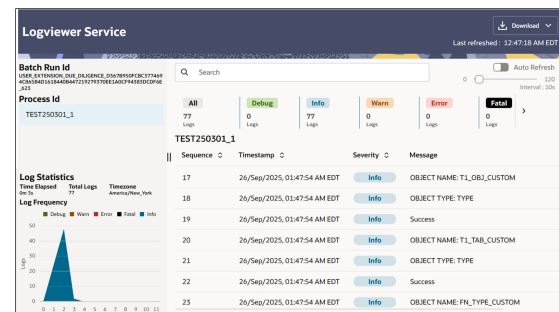 Logviewer Service
Download
Last refreshed : 12:47:18 AM EDT
Batch Run Id
USER_EXTENSION_DUE_DILIGENCE_D567B950FCBC577469
4C865B4D1618440B4472192792370EE1A0CF94383DCDF6E
_623
Process Id
TEST250301_1
Log Statistics
Time Elapsed Total Logs Timezone
0m 3s 77 America/New_York
Log Frequency
Debug Warn Error Fatal Info
Logs
50
40
30
20
10
0
0 1 2 3 4 5 6 7 8 9 10 11
Search
Auto Refresh
0 120
Interval : 10s
All Debug Info Warn Error Fatal
77 0 77 0 0 0
Logs Logs Logs Logs Logs Logs
TEST250301_1
Sequence Timestamp Severity Message
17 26/Sep/2025, 01:47:54 AM EDT Info OBJECT NAME: T1_OBJ_CUSTOM
18 26/Sep/2025, 01:47:54 AM EDT Info OBJECT TYPE: TYPE
19 26/Sep/2025, 01:47:54 AM EDT Info Success
20 26/Sep/2025, 01:47:54 AM EDT Info OBJECT NAME: T1_TAB_CUSTOM
21 26/Sep/2025, 01:47:54 AM EDT Info OBJECT TYPE: TYPE
22 26/Sep/2025, 01:47:54 AM EDT Info Success
23 26/Sep/2025, 01:47:54 AM EDT Info OBJECT NAME: FN_TYPE_CUSTOM